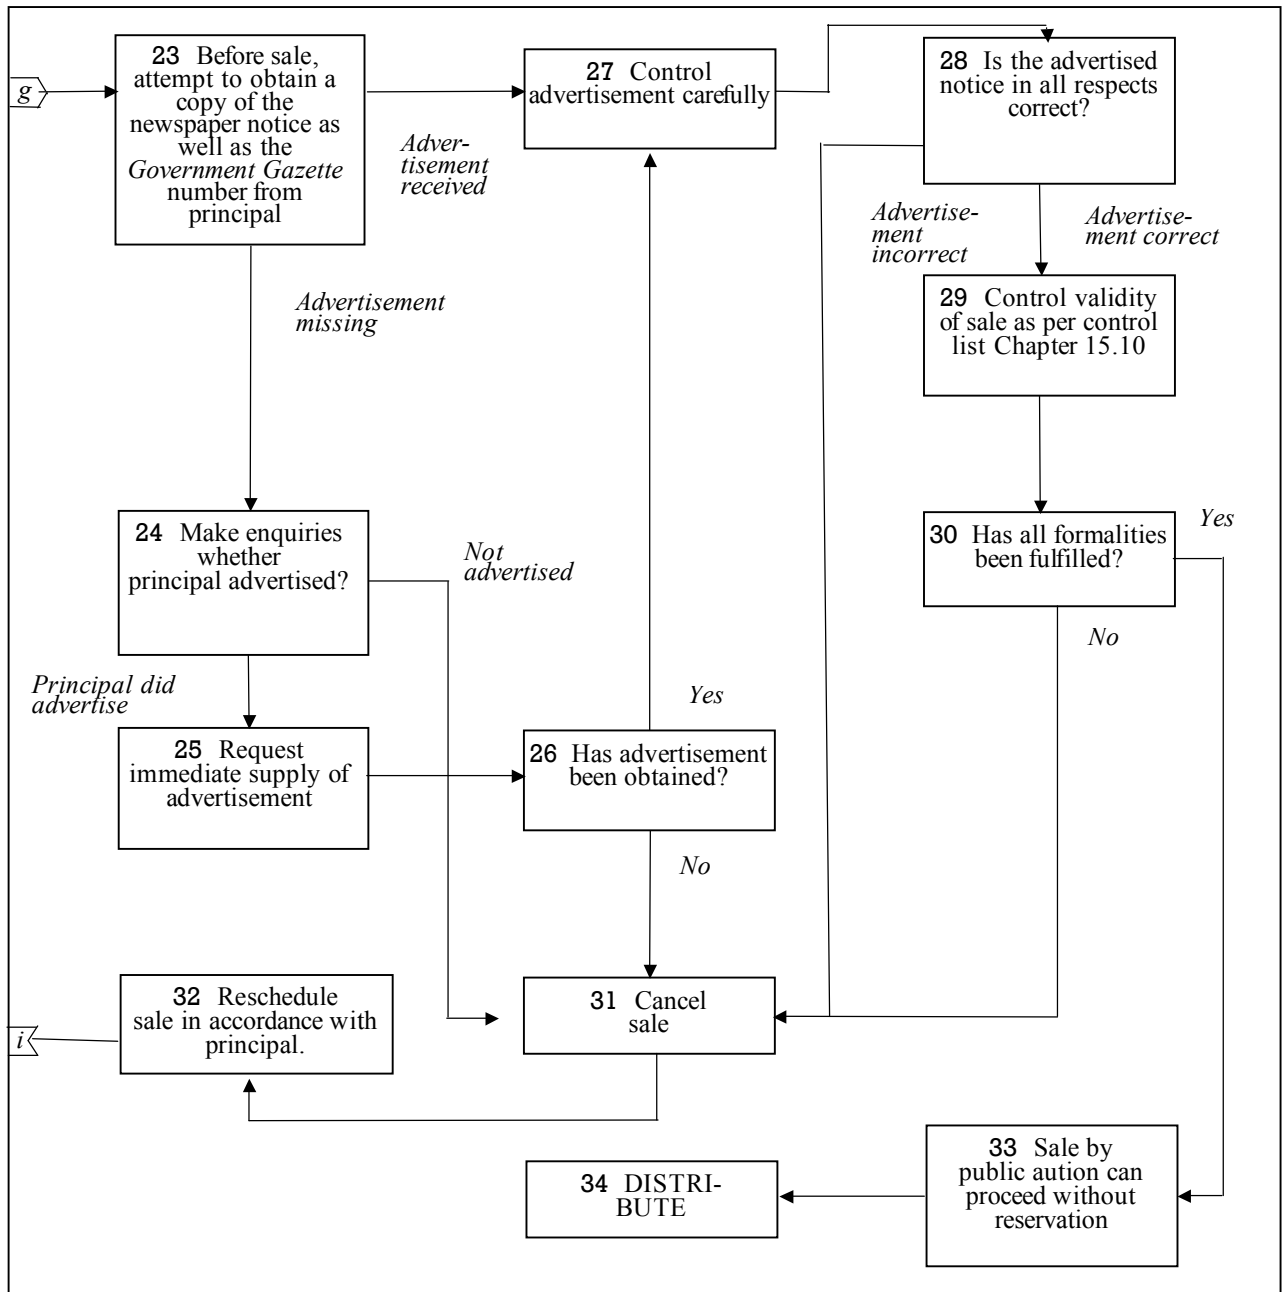 g
23 Before sale,
attempt to obtain a
copy of the
newspaper notice as
well as the
Government Gazette
number from
principal
Adver-
tisement
received
27 Control
advertisement carefully
28 Is the advertised
notice in all respects
correct?
Advertise-
ment
incorrect
Advertise-
ment correct
Advertisement
missing
29 Control validity
of sale as per control
list Chapter 15.10
24 Make enquiries
whether
principal advertised?
Not
advertised
30 Has all formalities
been fulfilled?
Yes
No
Principal did
advertise
Yes
25 Request
immediate supply of
advertisement
26 Has advertisement
been obtained?
No
i
32 Reschedule
sale in accordance with
principal.
31 Cancel
sale
34 DISTRI-
BUTE
33 Sale by
public aution can
proceed without
reservation